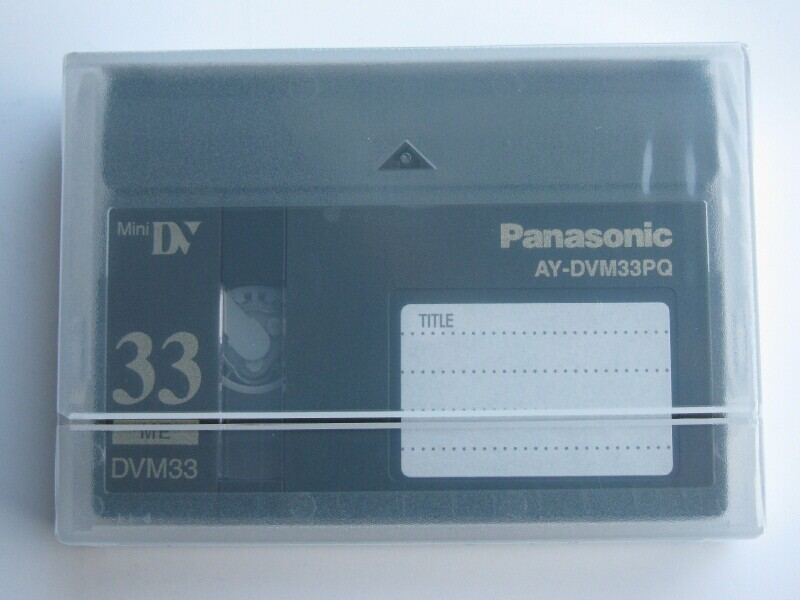 Mini DV
Panasonic
AY-DVM33PQ
TITLE
33
ME
DVM33